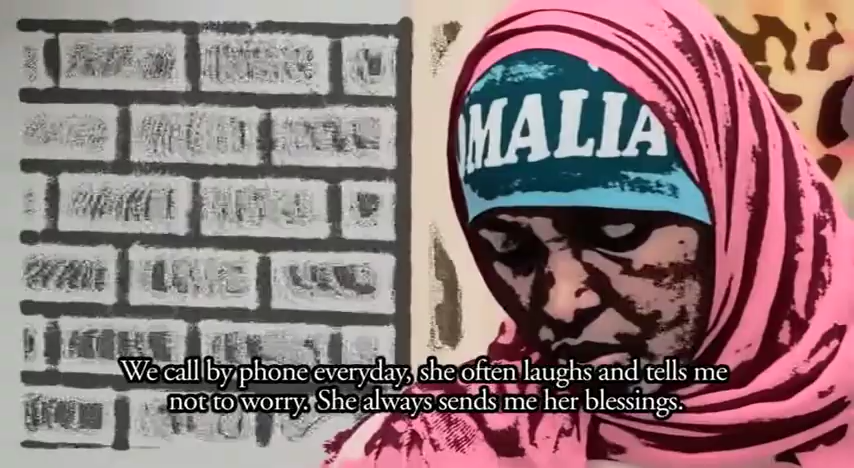 OMALIA
We call by phone everyday, she often laughs and tells me
not to worry. She always sends me her blessings.